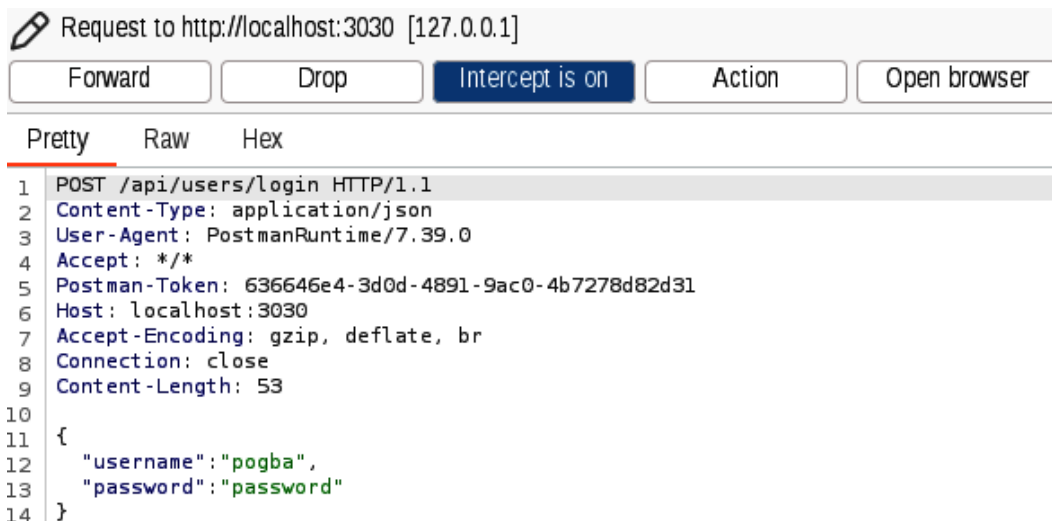 Request to http://localhost:3030 [127.0.0.1]
Forward Drop Intercept is on Action Open browser
Pretty Raw Hex
1 POST /api/users/login HTTP/1.1
2 Content-Type: application/json
3 User-Agent: PostmanRuntime/7.39.0
4 Accept: */*
5 Postman-Token: 636646e4-3d0d-4891-9ac0-4b7278d82d31
6 Host: localhost:3030
7 Accept-Encoding: gzip, deflate, br
8 Connection: close
9 Content-Length: 53
10
11 {
12 "username":"pogba",
13 "password":"password"
14 }